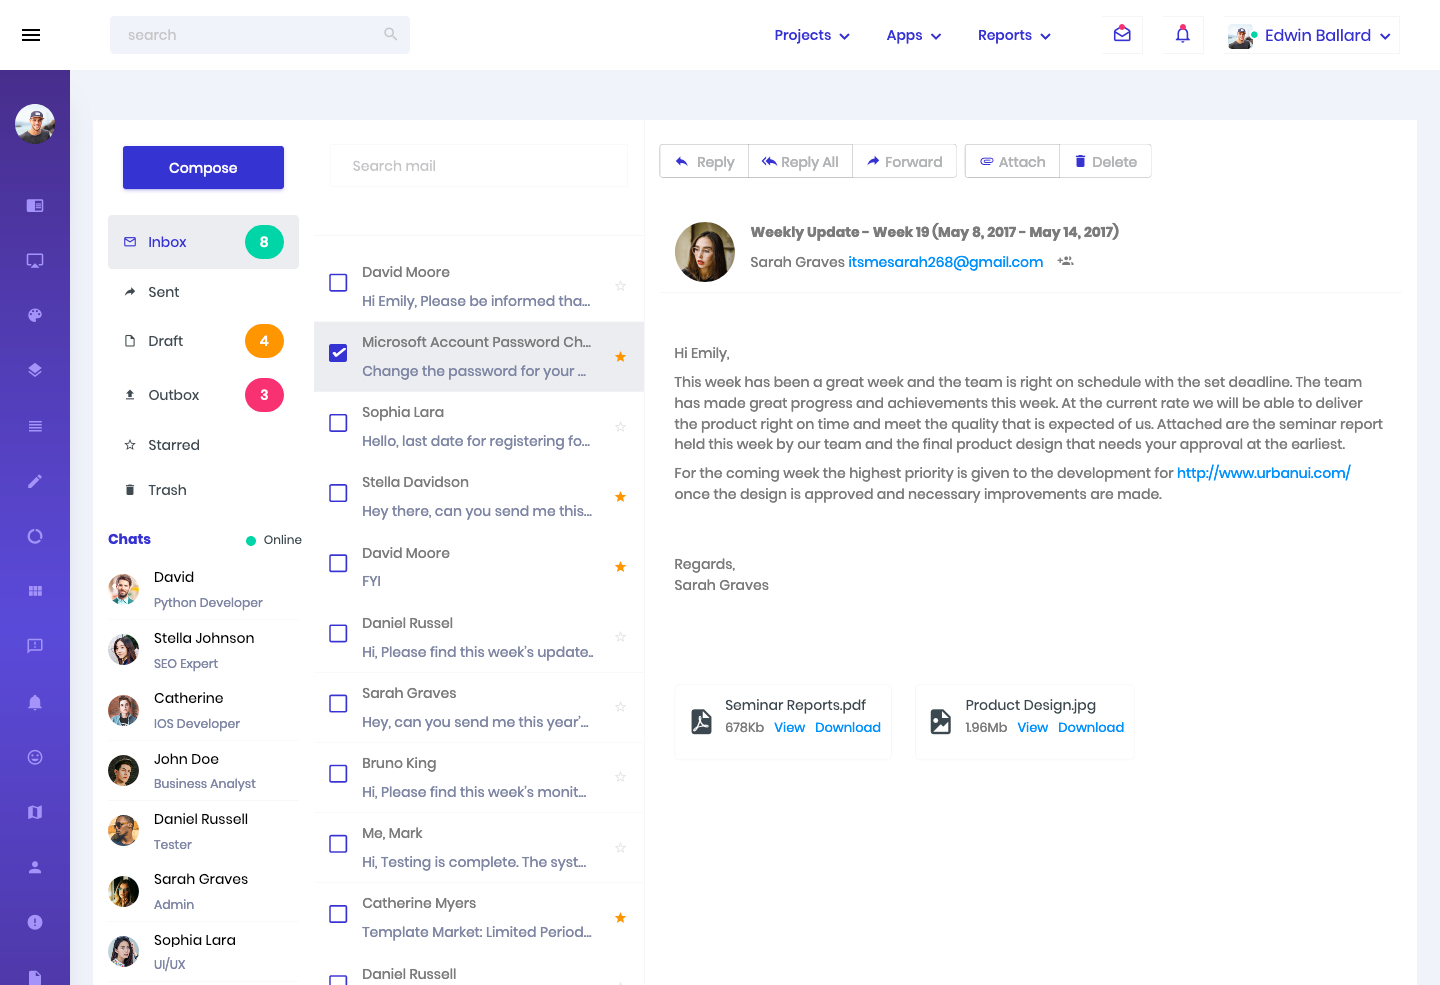 search
Projects
Apps
Reports
Edwin Ballard
Compose
Inbox
8
Sent
Draft
4
Outbox
3
Starred
Trash
Chats
Online
David
Python Developer
Stella Johnson
SEO Expert
Catherine
IOS Developer
John Doe
Business Analyst
Daniel Russell
Tester
Sarah Graves
Admin
Sophia Lara
UI/UX
Search mail
David Moore
Hi Emily, Please be informed tha...
Microsoft Account Password Ch...
Change the password for your ...
Sophia Lara
Hello, last date for registering fo...
Stella Davidson
Hey there, can you send me this...
David Moore
FYI
Daniel Russel
Hi, Please find this week's update..
Sarah Graves
Hey, can you send me this year'...
Bruno King
Hi, Please find this week's monit...
Me, Mark
Hi, Testing is complete. The syst...
Catherine Myers
Template Market: Limited Period...
Daniel Russell
Reply
Reply All
Forward
Attach
Delete
Weekly Update - Week 19 (May 8, 2017 - May 14, 2017)
Sarah Graves itsmesarah268@gmail.com
Hi Emily,
This week has been a great week and the team is right on schedule with the set deadline. The team
has made great progress and achievements this week. At the current rate we will be able to deliver
the product right on time and meet the quality that is expected of us. Attached are the seminar report
held this week by our team and the final product design that needs your approval at the earliest.
For the coming week the highest priority is given to the development for http://www.urbanui.com/
once the design is approved and necessary improvements are made.
Regards,
Sarah Graves
Seminar Reports.pdf
678Kb View Download
Product Design.jpg
1.96Mb View Download